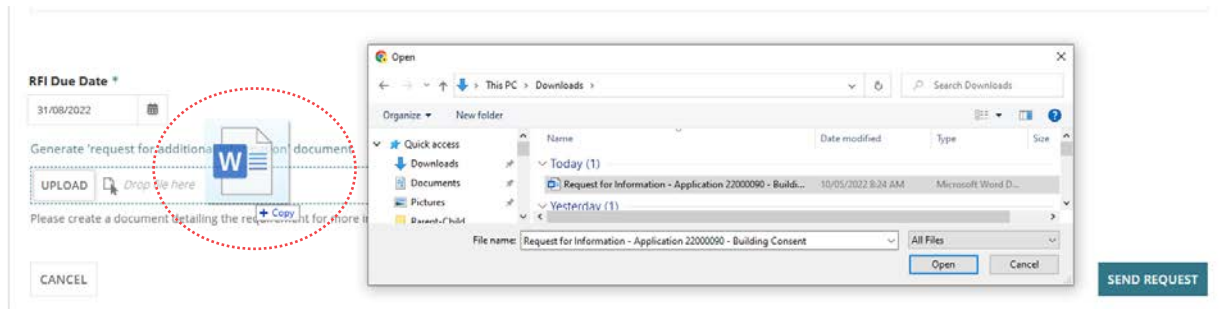 RFI Due Date *
31/08/2022
Generate 'request for additional on' document
UPLOAD Drop file here
W
+ Copy
Please create a document detailing the requirement for more
CANCEL
Open
This PC > Downloads >
Search Downloads
Organize New folder
Quick access
Downloads
Documents
Pictures
Parent-Child
Name Date modified Type Size
Today (1)
Request for Information - Application 22000090 - Buildi... 10/05/2022 8:24 AM Microsoft Word D...
Yesterday (1)
File name: Request for Information - Application 22000090 - Building Consent All Files
Open Cancel
SEND REQUEST